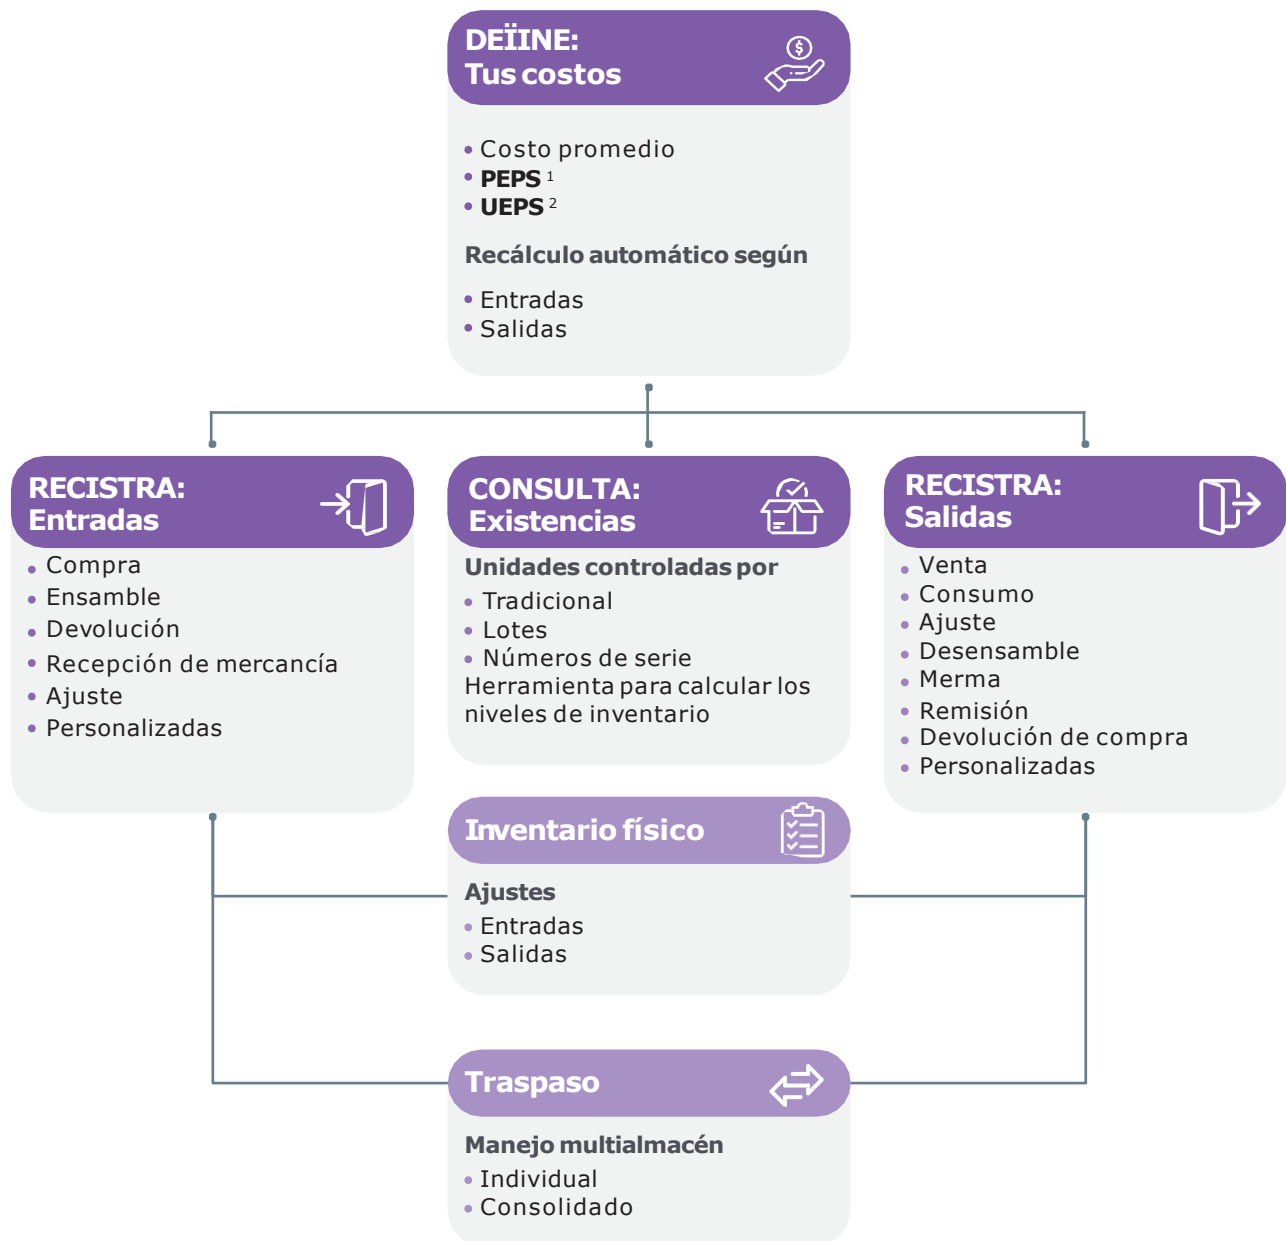 DEÏINE:
Tus costos
• Costo promedio
• PEPS 1
• UEPS 2
Recálculo automático según
• Entradas
• Salidas
RECISTRA:
Entradas
• Compra
• Ensamble
• Devolución
• Recepción de mercancía
• Ajuste
• Personalizadas
CONSULTA:
Existencias
Unidades controladas por
• Tradicional
• Lotes
• Números de serie
Herramienta para calcular los
niveles de inventario
RECISTRA:
Salidas
• Venta
• Consumo
• Ajuste
• Desensamble
• Merma
• Remisión
• Devolución de compra
• Personalizadas
Inventario físico
Ajustes
• Entradas
• Salidas
Traspaso
Manejo multialmacén
• Individual
• Consolidado